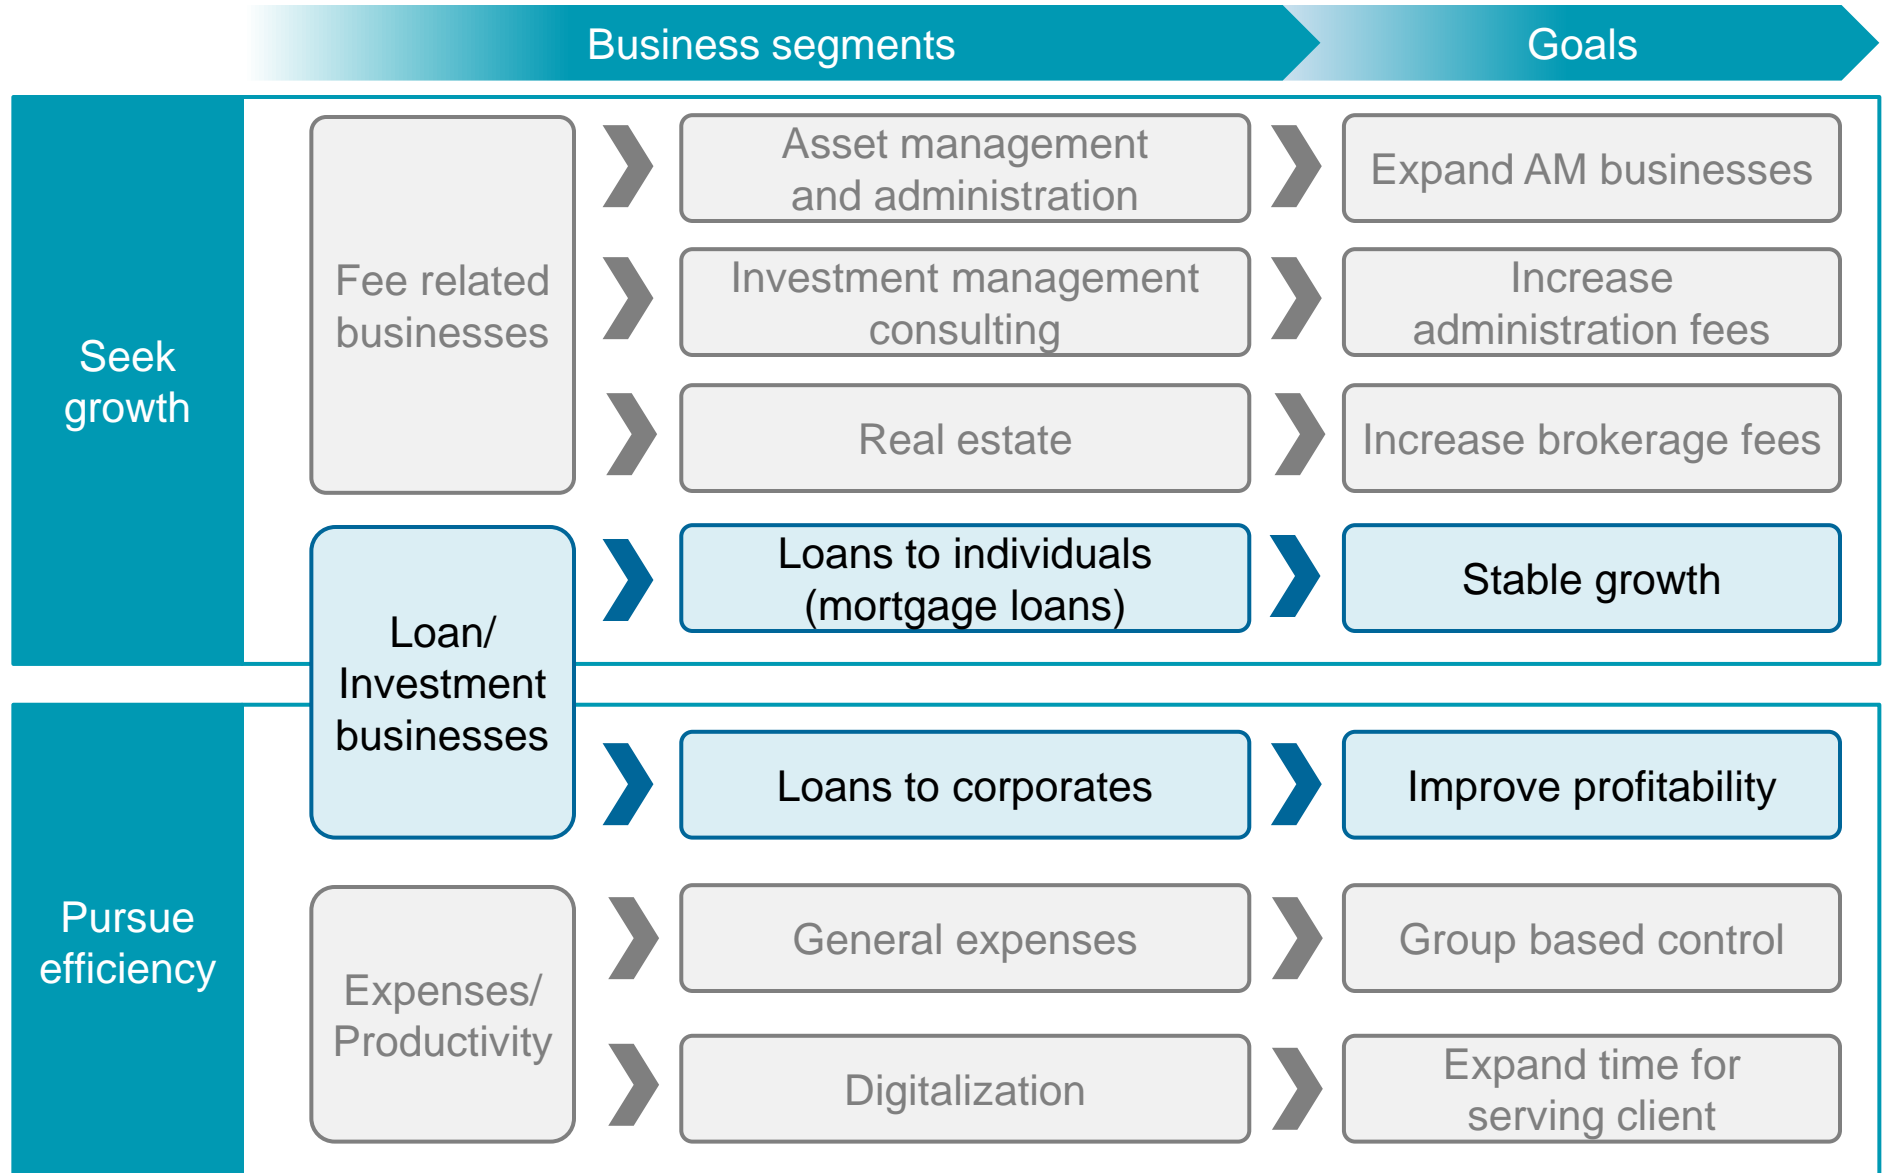 Business segments
Goals
Seek
growth
Fee related
businesses
Asset management
and administration
Expand AM businesses
Investment management
consulting
Increase
administration fees
Real estate
Increase brokerage fees
Loan/
Investment
businesses
Loans to individuals
(mortgage loans)
Stable growth
Loans to corporates
Improve profitability
Pursue
efficiency
Expenses/
Productivity
General expenses
Group based control
Digitalization
Expand time for
serving client